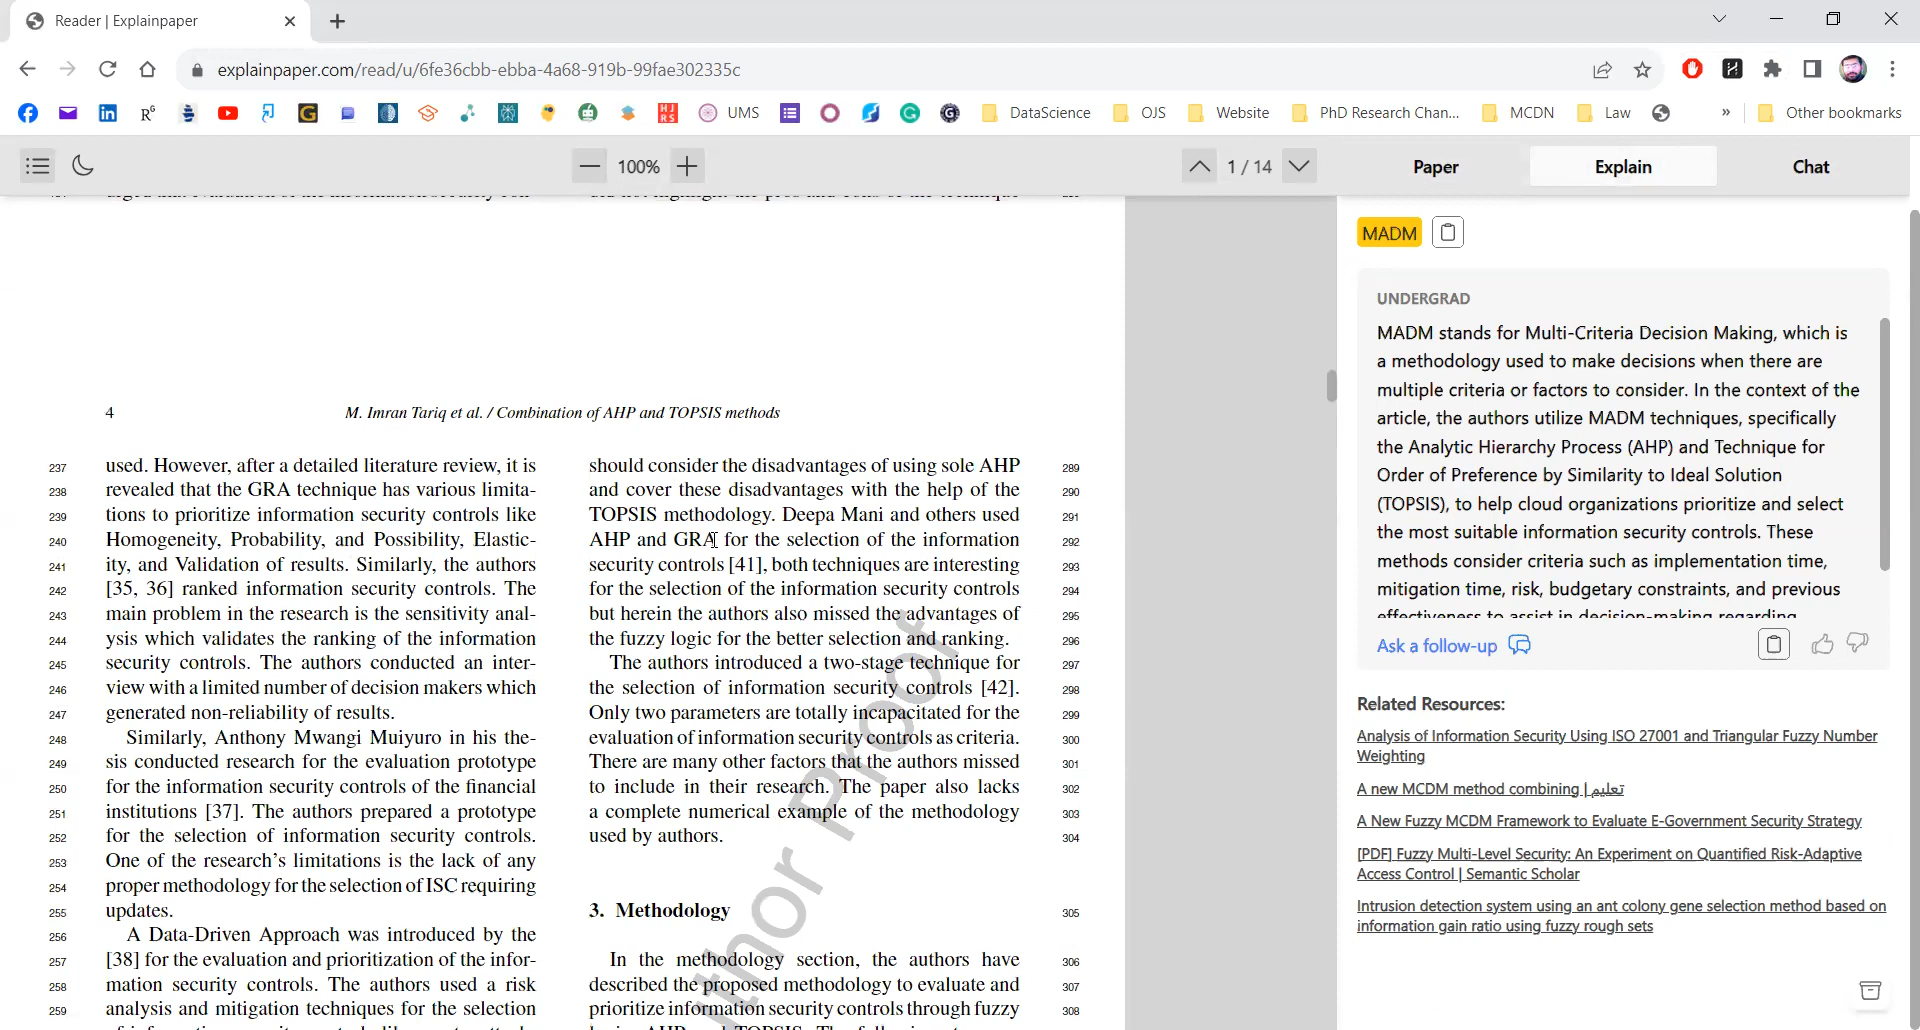 Reader | Explainpaper
explainpaper.com/read/u/6fe36cbb-ebba-4a68-919b-99fae302335c
UMS
DataScience
OJS
Website
PhD Research Chan...
MCDN
Law
»
Other bookmarks
100%
1 / 14
Paper
Explain
Chat
4
M. Imran Tariq et al. / Combination of AHP and TOPSIS methods
237 used. However, after a detailed literature review, it is
238 revealed that the GRA technique has various limita-
239 tions to prioritize information security controls like
240 Homogeneity, Probability, and Possibility, Elastic-
241 ity, and Validation of results. Similarly, the authors
242 [35, 36] ranked information security controls. The
243 main problem in the research is the sensitivity anal-
244 ysis which validates the ranking of the information
245 security controls. The authors conducted an inter-
246 view with a limited number of decision makers which
247 generated non-reliability of results.
248 Similarly, Anthony Mwangi Muiyuro in his the-
249 sis conducted research for the evaluation prototype
250 for the information security controls of the financial
251 institutions [37]. The authors prepared a prototype
252 for the selection of information security controls.
253 One of the research's limitations is the lack of any
254 proper methodology for the selection of ISC requiring
255 updates.
256 A Data-Driven Approach was introduced by the
257 [38] for the evaluation and prioritization of the infor-
258 mation security controls. The authors used a risk
259 analysis and mitigation techniques for the selection
should consider the disadvantages of using sole AHP 289
and cover these disadvantages with the help of the 290
TOPSIS methodology. Deepa Mani and others used 291
AHP and GRA for the selection of the information 292
security controls [41], both techniques are interesting 293
for the selection of the information security controls 294
but herein the authors also missed the advantages of 295
the fuzzy logic for the better selection and ranking. 296
The authors introduced a two-stage technique for 297
the selection of information security controls [42]. 298
Only two parameters are totally incapacitated for the 299
evaluation of information security controls as criteria. 300
There are many other factors that the authors missed 301
to include in their research. The paper also lacks 302
a complete numerical example of the methodology 303
used by authors. 304
3. Methodology 305
In the methodology section, the authors have 306
described the proposed methodology to evaluate and 307
prioritize information security controls through fuzzy 308
thor Proof
MADM
UNDERGRAD
MADM stands for Multi-Criteria Decision Making, which is
a methodology used to make decisions when there are
multiple criteria or factors to consider. In the context of the
article, the authors utilize MADM techniques, specifically
the Analytic Hierarchy Process (AHP) and Technique for
Order of Preference by Similarity to Ideal Solution
(TOPSIS), to help cloud organizations prioritize and select
the most suitable information security controls. These
methods consider criteria such as implementation time,
mitigation time, risk, budgetary constraints, and previous
effectiveness to assist in decision-making regarding
Ask a follow-up
Related Resources:
Analysis of Information Security Using ISO 27001 and Triangular Fuzzy Number
Weighting
A new MCDM method combining | تعلیم
A New Fuzzy MCDM Framework to Evaluate E-Government Security Strategy
[PDF] Fuzzy Multi-Level Security: An Experiment on Quantified Risk-Adaptive
Access Control | Semantic Scholar
Intrusion detection system using an ant colony gene selection method based on
information gain ratio using fuzzy rough sets